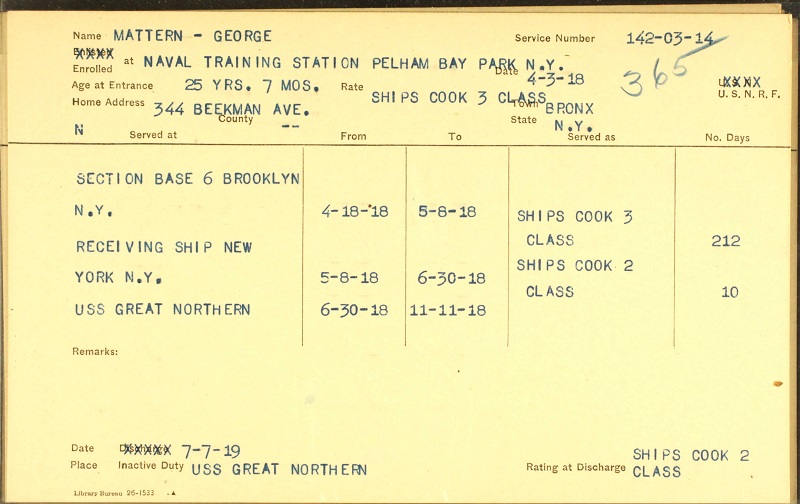 Name MATTERN - GEORGE Service Number 142-03-14
Enrolled at NAVAL TRAINING STATION PELHAM BAY PARK N.Y. Date 4-3-18 365
Age at Entrance 25 YRS. 7 MOS. Rate SHIPS COOK 3 CLASS U. S. N. R. F.
Home Address 344 BEEKMAN AVE. Town BRONX
N County -- State N.Y.
Served at From To Served as No. Days
SECTION BASE 6 BROOKLYN
N.Y. 4-18-18 5-8-18 SHIPS COOK 3
RECEIVING SHIP NEW CLASS 212
YORK N.Y. 5-8-18 6-30-18 SHIPS COOK 2
USS GREAT NORTHERN 6-30-18 11-11-18 CLASS 10
Remarks:
Date 7-7-19
Place Inactive Duty USS GREAT NORTHERN Rating at Discharge SHIPS COOK 2
CLASS
Library Bureau 26-1533